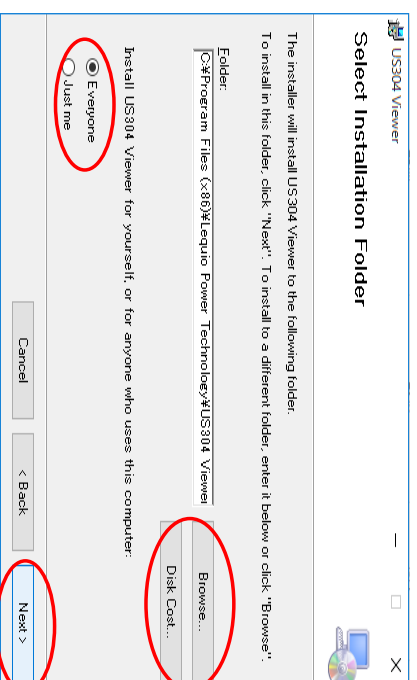 US304 Viewer
Select Installation Folder
The installer will install US304 Viewer to the following folder.
To install in this folder, click "Next". To install to a different folder, enter it below or click "Browse".
Folder:
C:¥Program Files (x86)¥Lequio Power Technology¥US304 Viewer
Browse...
Disk Cost...
Install US304 Viewer for yourself, or for anyone who uses this computer:
Everyone
Just me
Cancel
< Back
Next >